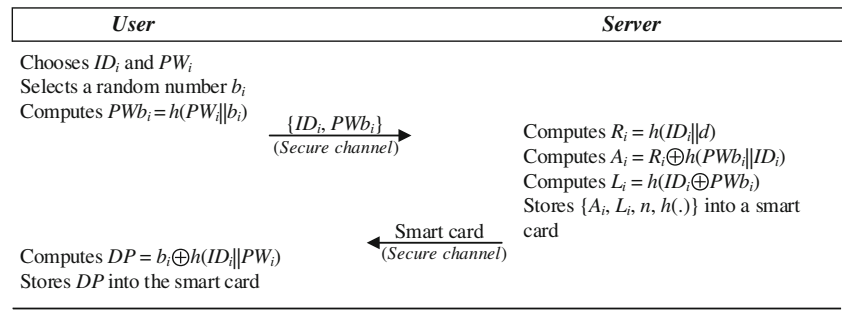 User Server
Chooses IDi and PWi
Selects a random number bi
Computes PWbi = h(PWi||bi)
{IDi, PWbi}
(Secure channel)
Computes Ri = h(IDi||d)
Computes Ai = Ri⊕h(PWbi||IDi)
Computes Li = h(IDi⊕PWbi)
Stores {Ai, Li, n, h(.)} into a smart
card
Smart card
(Secure channel)
Computes DP = bi⊕h(IDi||PWi)
Stores DP into the smart card